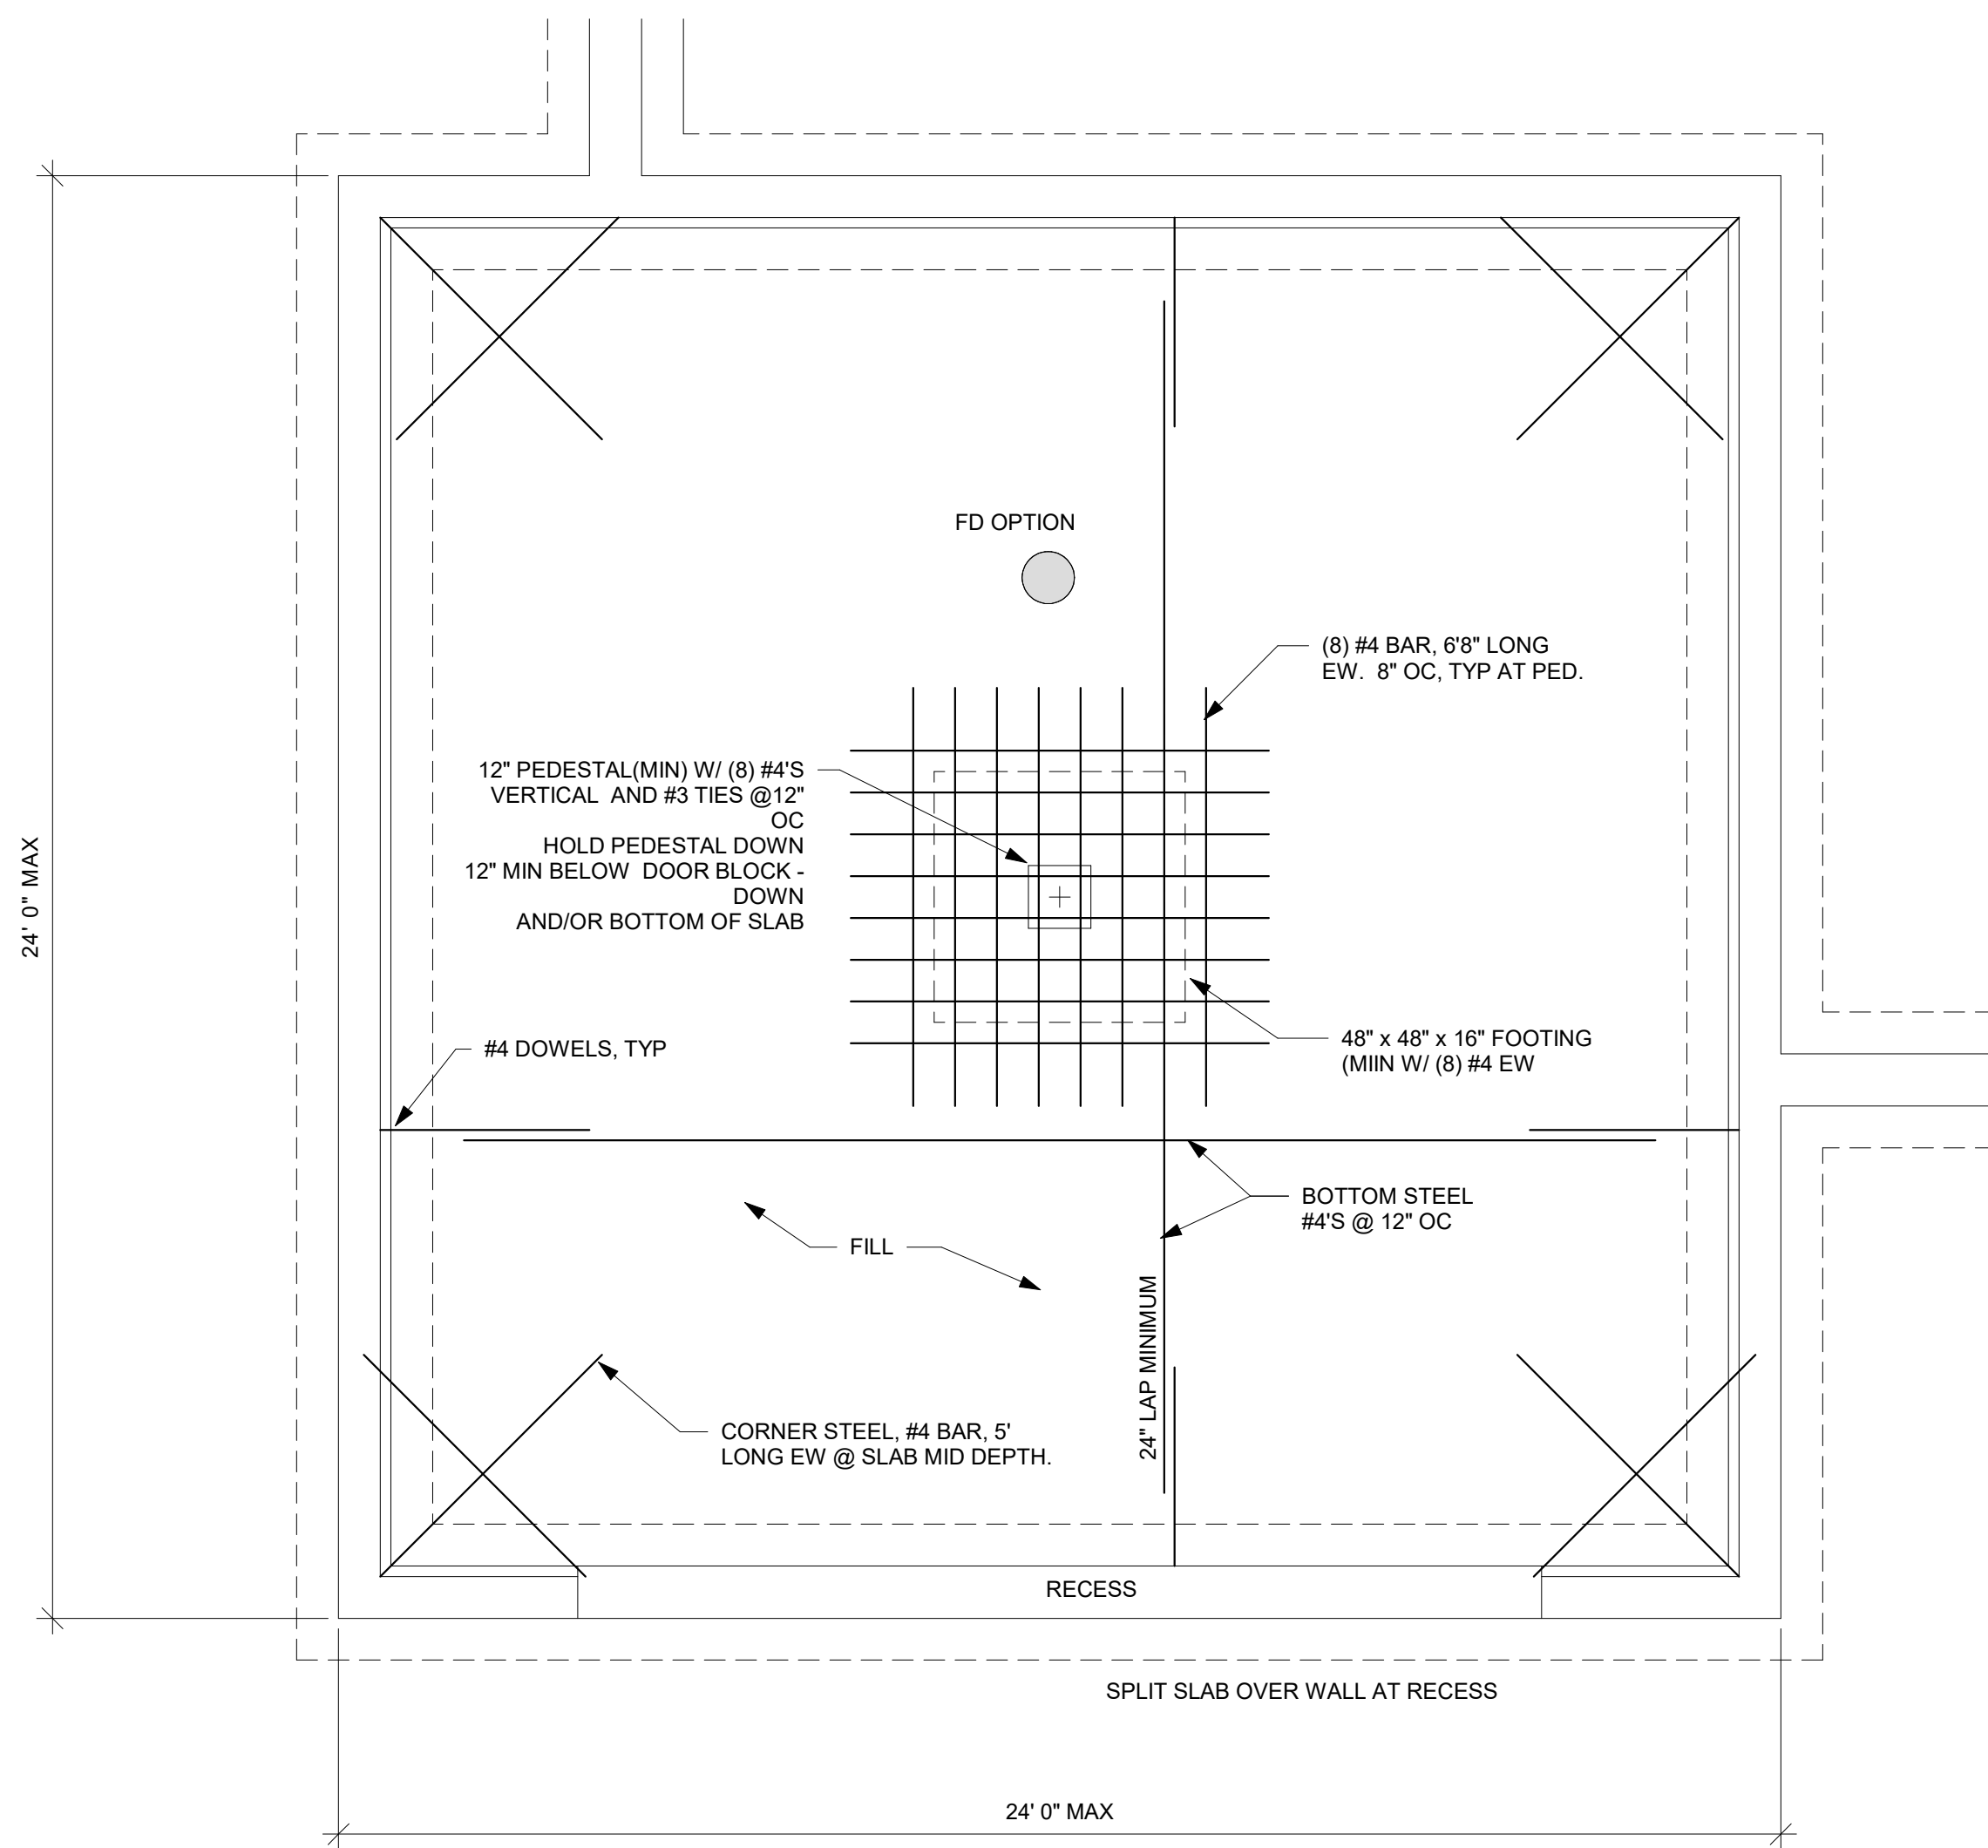 FD OPTION
(8) #4 BAR, 6'8" LONG
EW.  8" OC, TYP AT PED.
12" PEDESTAL(MIN) W/ (8) #4'S
VERTICAL  AND #3 TIES @12"
OC
HOLD PEDESTAL DOWN
12" MIN BELOW  DOOR BLOCK -
DOWN
AND/OR BOTTOM OF SLAB
24' 0" MAX
48" x 48" x 16" FOOTING
(MIIN W/ (8) #4 EW
#4 DOWELS, TYP
BOTTOM STEEL
#4'S @ 12" OC
FILL
24" LAP MINIMUM
CORNER STEEL, #4 BAR, 5'
LONG EW @ SLAB MID DEPTH.
RECESS
SPLIT SLAB OVER WALL AT RECESS
24' 0" MAX